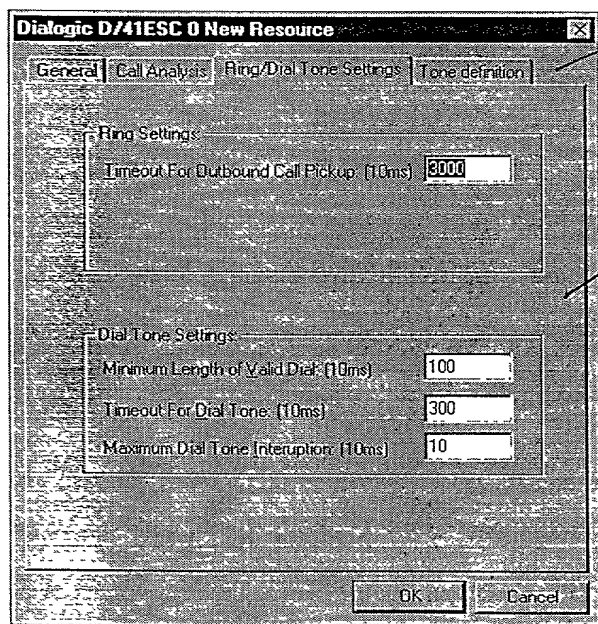 Dialogic D/41ESC 0 New Resource
General Call Analysis Ring/Dial Tone Settings Tone definition
Ring Settings:
Timeout For Outbound Call Pickup: (10ms) 3000
Dial Tone Settings:
Minimum Length of Valid Dial: (10ms) 100
Timeout For Dial Tone: (10ms) 300
Maximum Dial Tone Interuption: (10ms) 10
OK Cancel